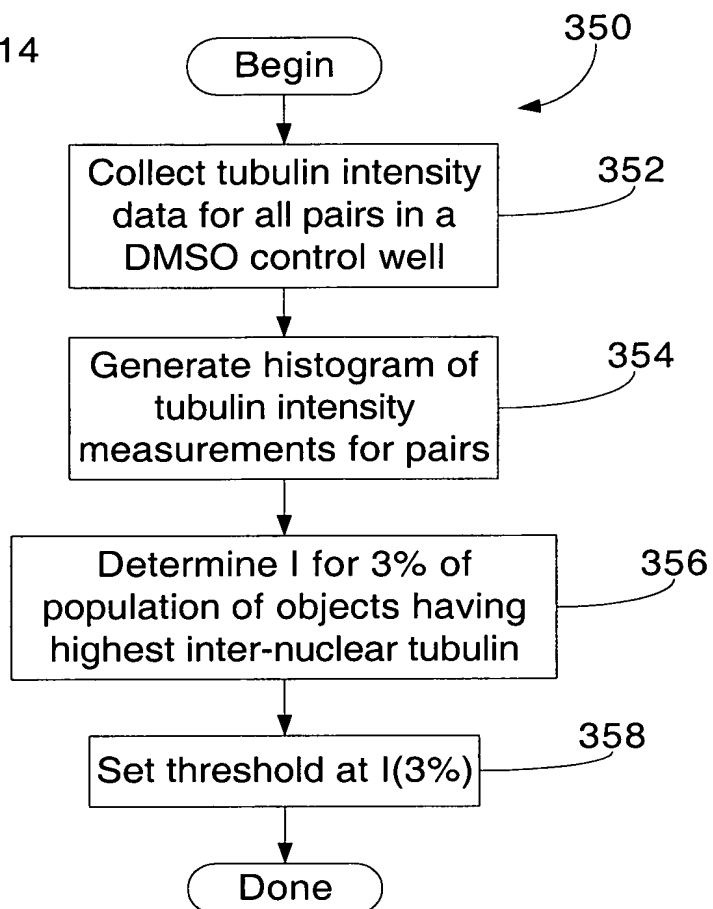 14
350
Begin
Collect tubulin intensity
data for all pairs in a
DMSO control well
352
Generate histogram of
tubulin intensity
measurements for pairs
354
Determine I for 3% of
population of objects having
highest inter-nuclear tubulin
356
Set threshold at I(3%)
358
Done